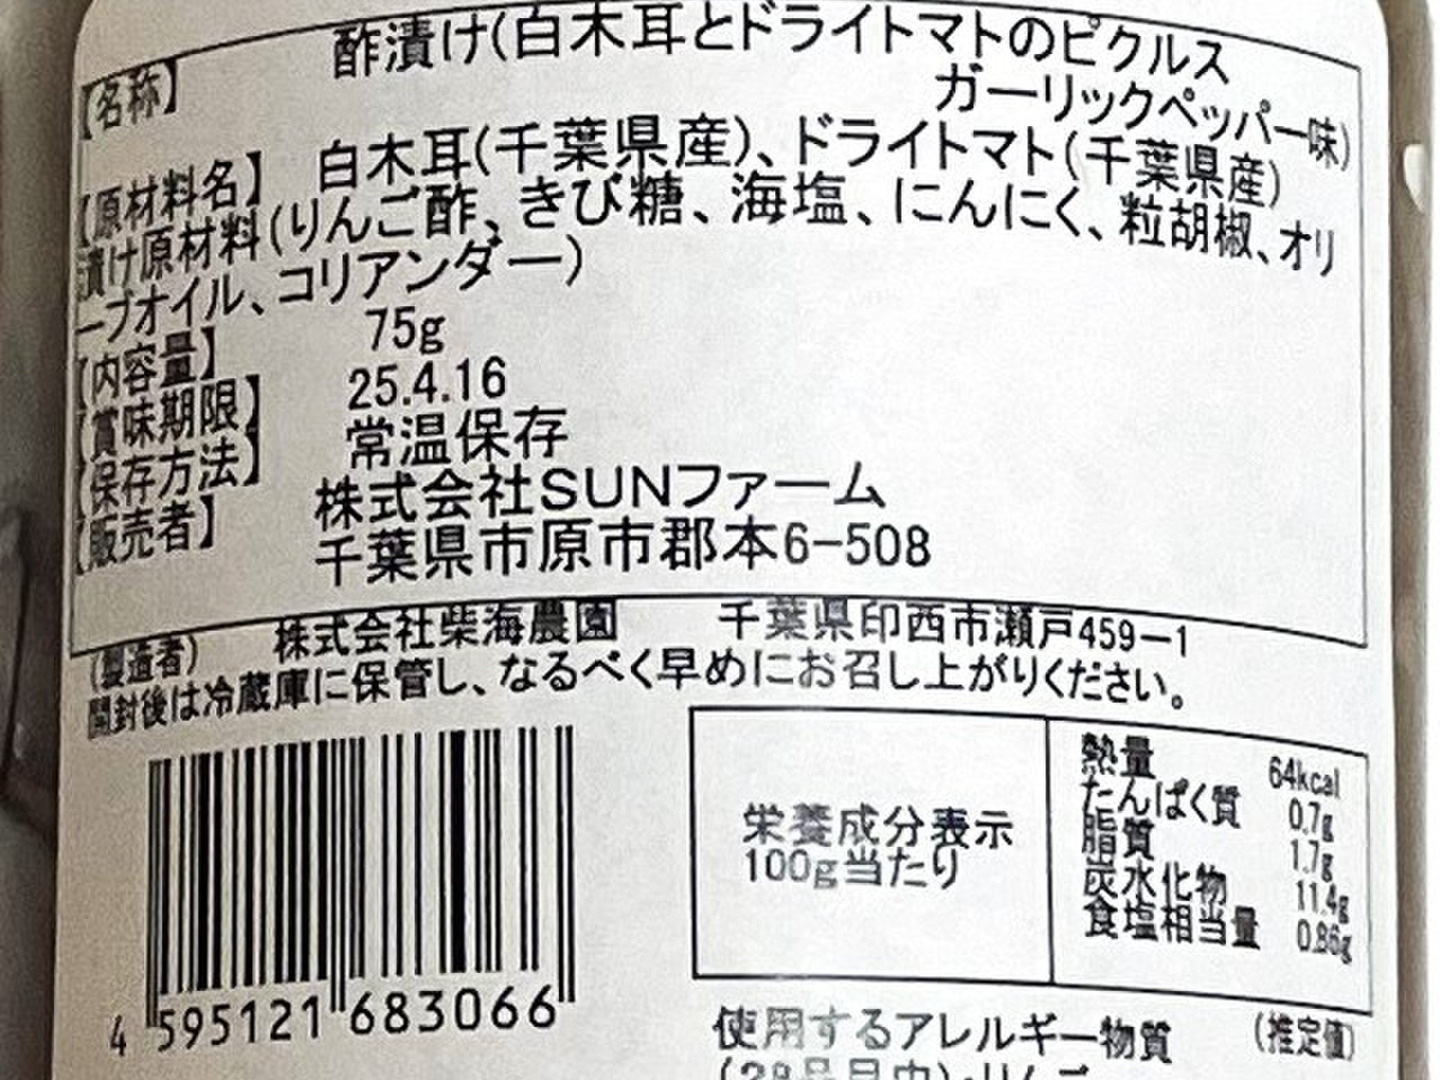 【名称】 酢漬け(白木耳とドライトマトのピクルス
ガーリックペッパー味)
【原材料名】 白木耳(千葉県産)、ドライトマト(千葉県産)
漬け原材料(りんご酢、きび糖、海塩、にんにく、粒胡椒、オリ
ーブオイル、コリアンダー)
【内容量】 75g
【賞味期限】 25.4.16
【保存方法】 常温保存
【販売者】 株式会社SUNファーム
千葉県市原市郡本6-508
(製造者) 株式会社柴海農園 千葉県印西市瀬戸459-1
開封後は冷蔵庫に保管し、なるべく早めにお召し上がりください。
栄養成分表示
100g当たり
熱量 64kcal
たんぱく質 0.7g
脂質 1.7g
炭水化物 11.4g
食塩相当量 0.86g
4 595121 683066
使用するアレルギー物質 (推定値)
(28品目中):りんご